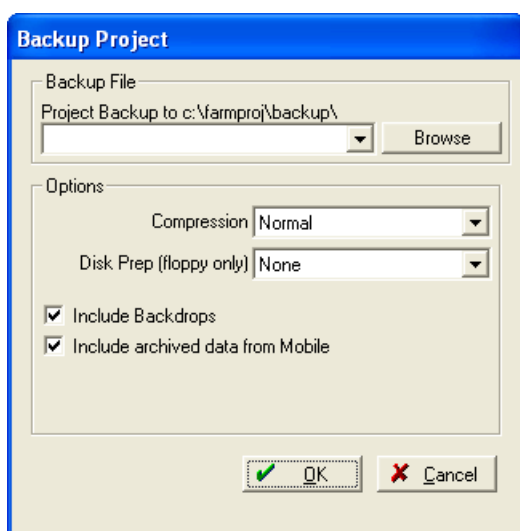 Backup Project
Backup File
Project Backup to c:\farmproj\backup\
Browse
Options
Compression Normal
Disk Prep (floppy only) None
Include Backdrops
Include archived data from Mobile
OK Cancel